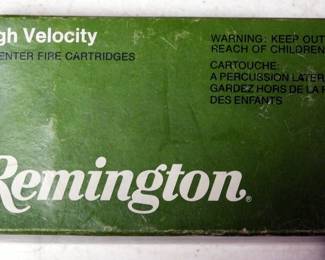 gh Velocity
ENTER FIRE CARTRIDGES
Remington®
WARNING: KEEP OUT
REACH OF CHILDREN
CARTOUCHE:
A PERCUSSION LATER
GARDEZ HORS DE LA P
DES ENFANTS